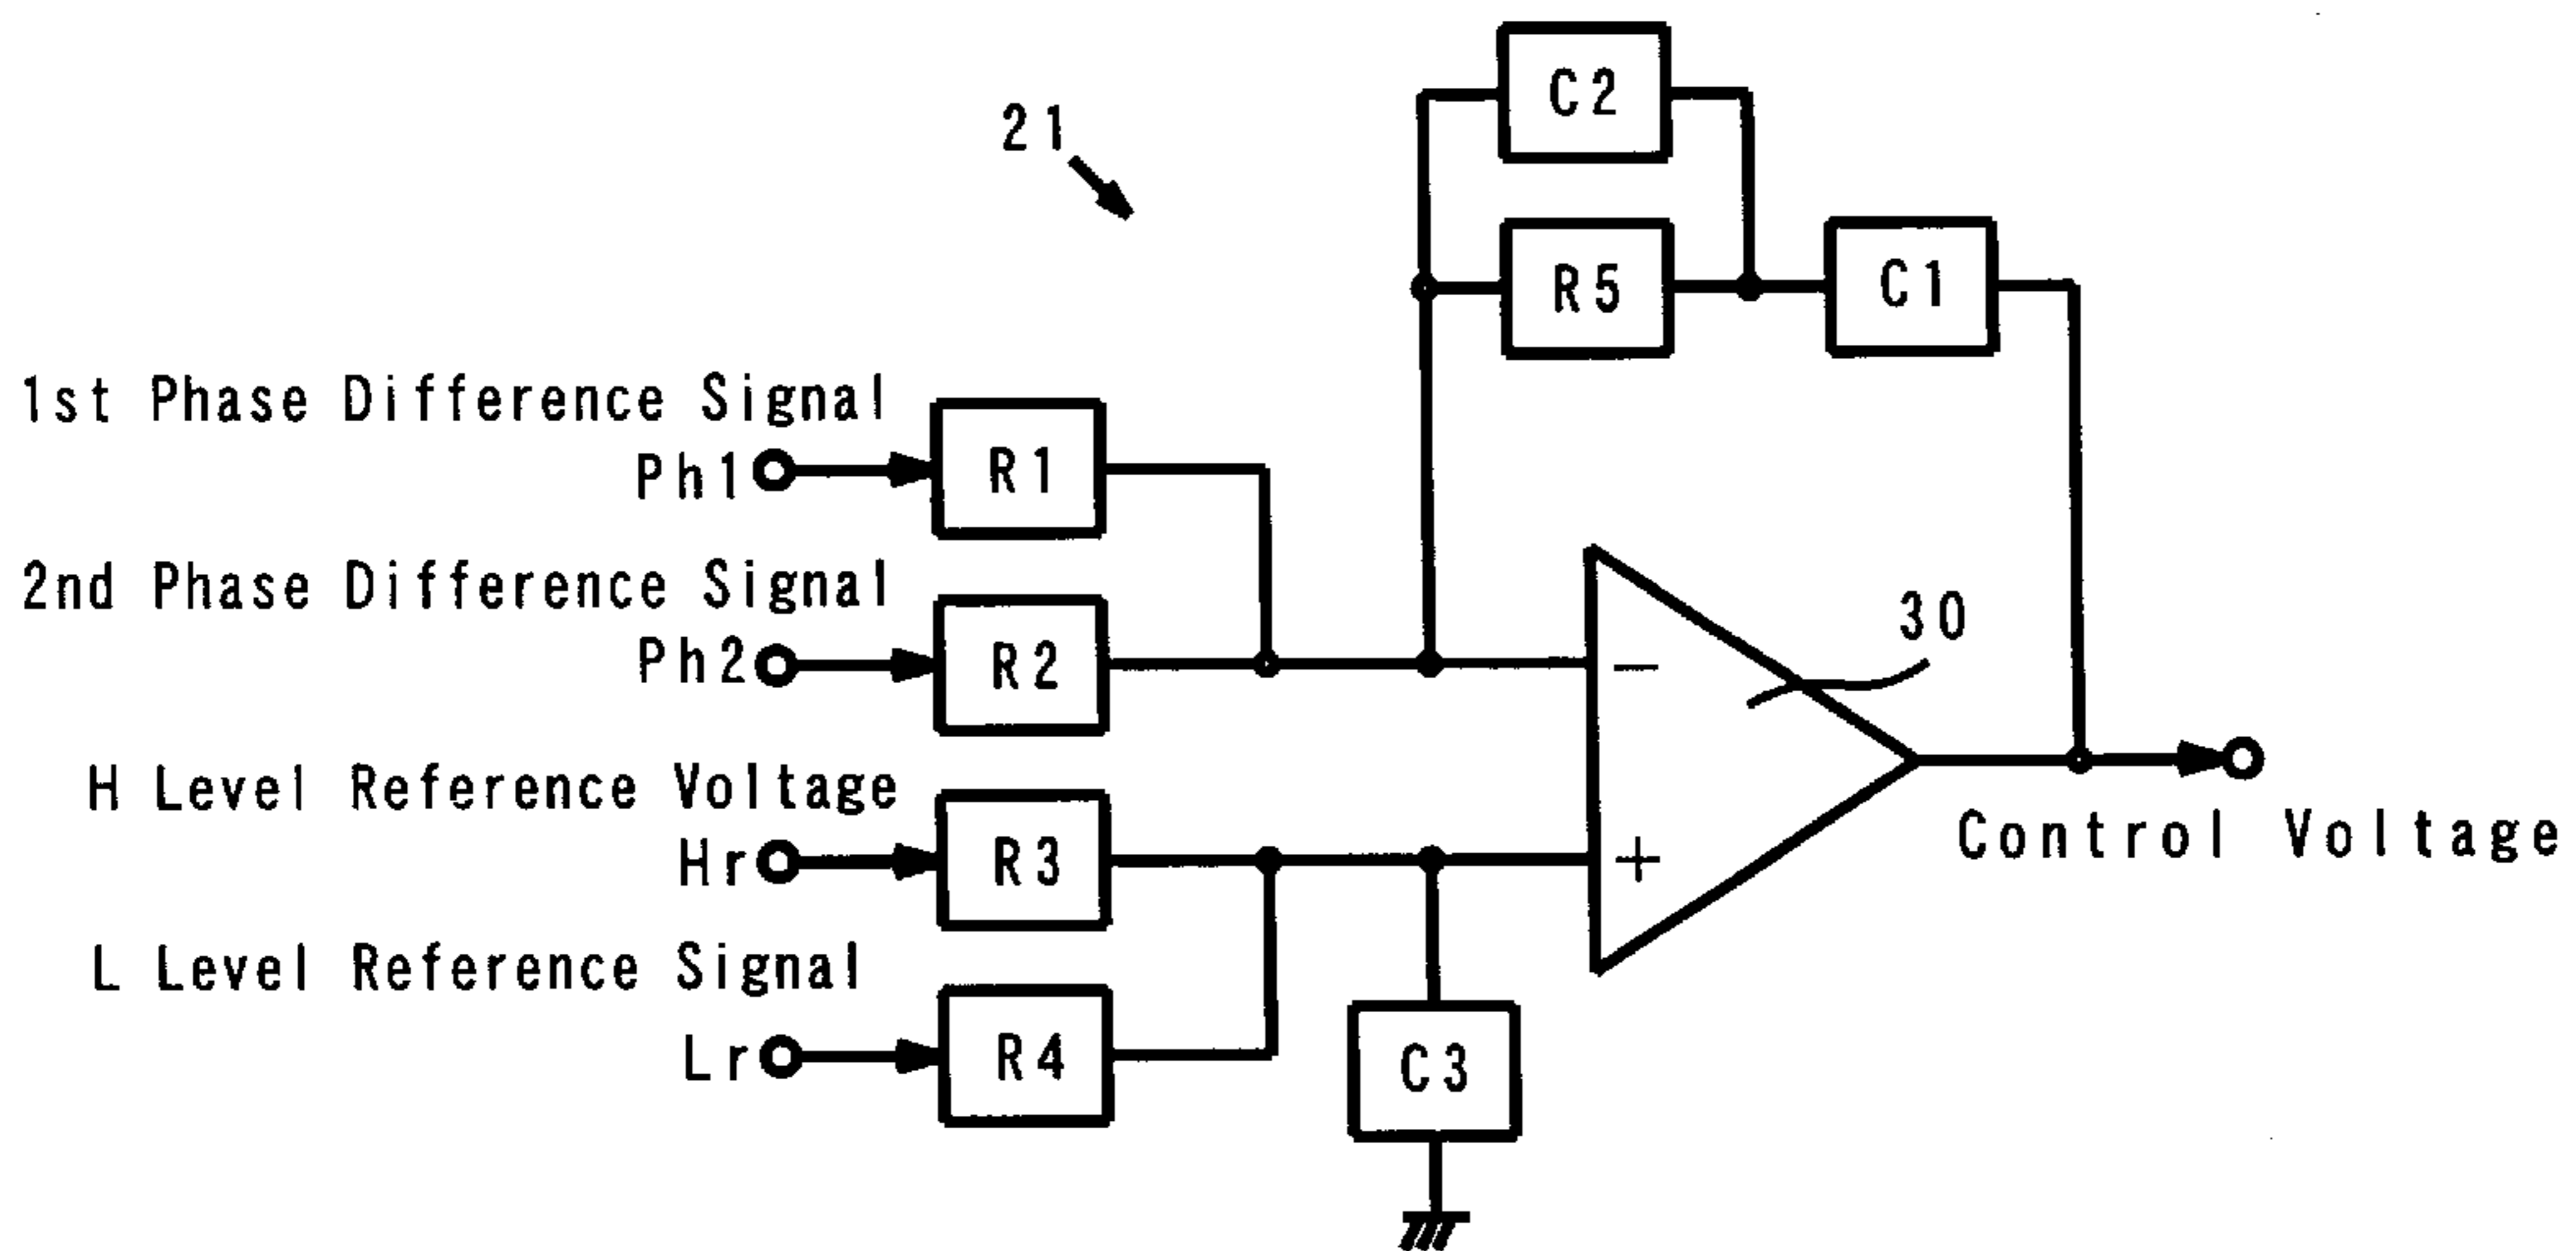 C2
21
R5
C1
1st Phase Difference Signal
Ph1
R1
2nd Phase Difference Signal
Ph2
R2
30
−
H Level Reference Voltage
Hr
R3
+
Control Voltage
L Level Reference Signal
Lr
R4
C3